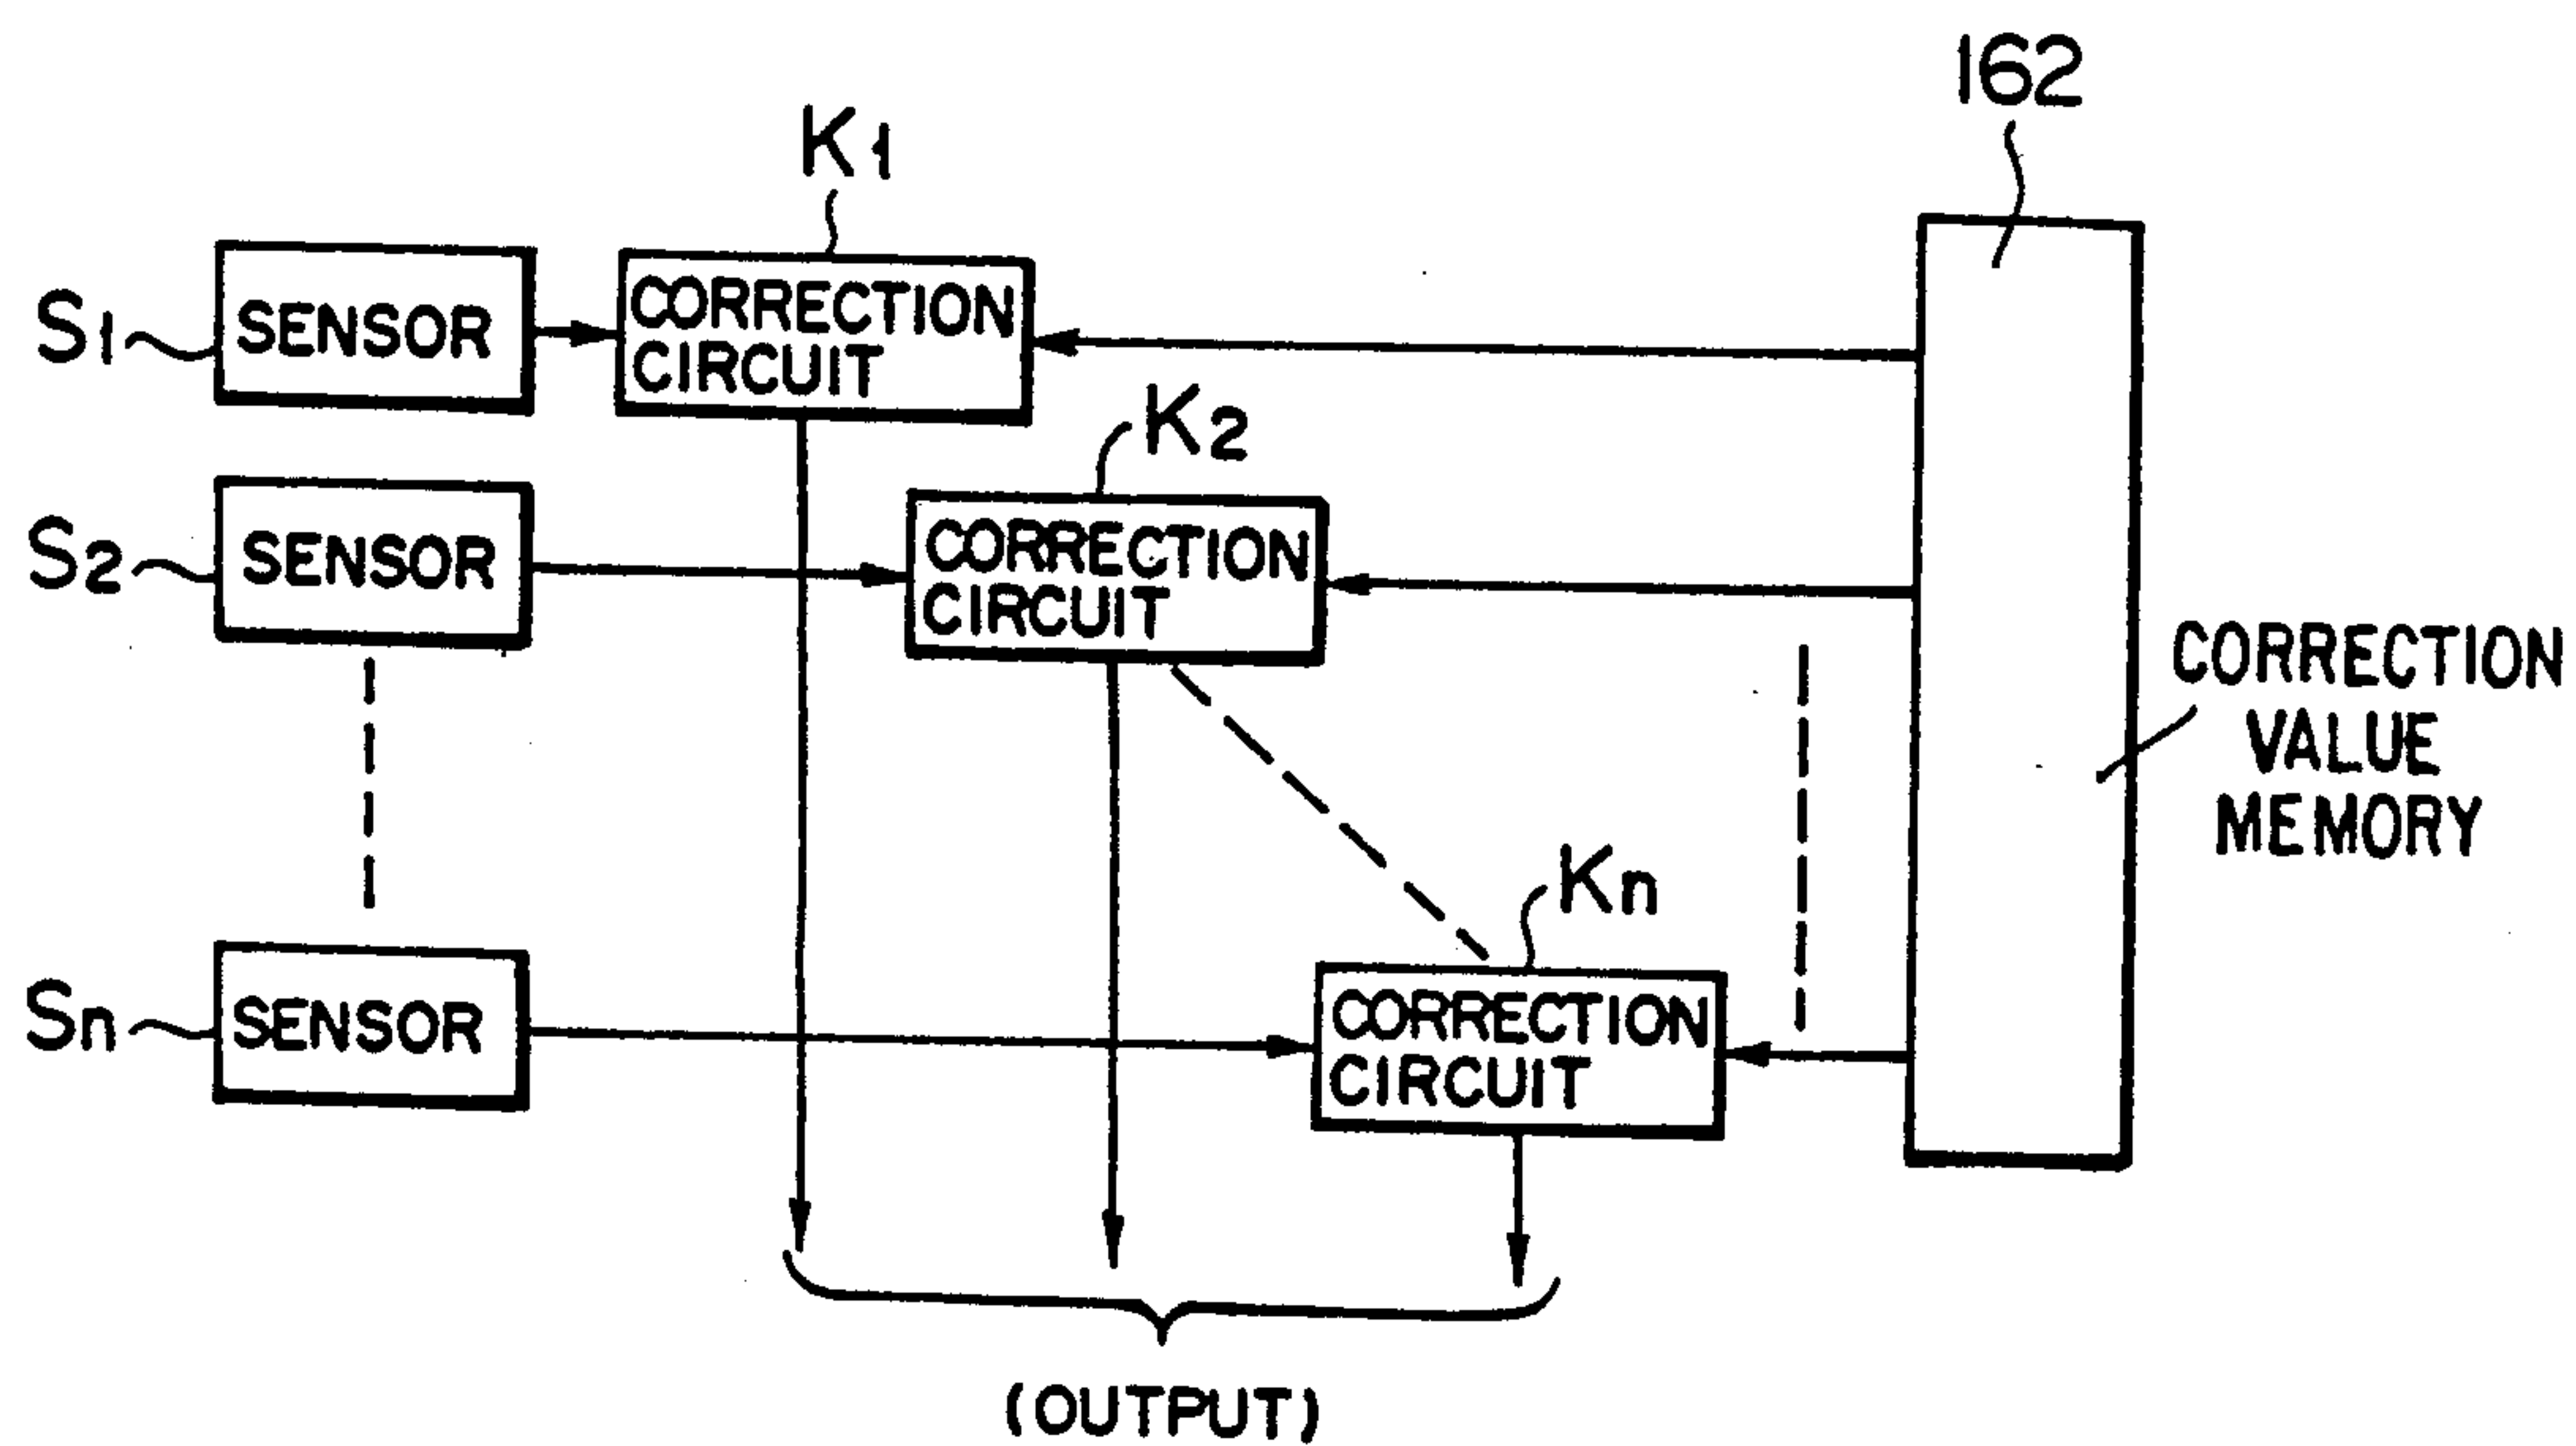 162
K1
S1
SENSOR
CORRECTION
CIRCUIT
K2
S2
SENSOR
CORRECTION
CIRCUIT
CORRECTION
VALUE
MEMORY
Kn
Sn
SENSOR
CORRECTION
CIRCUIT
(OUTPUT)